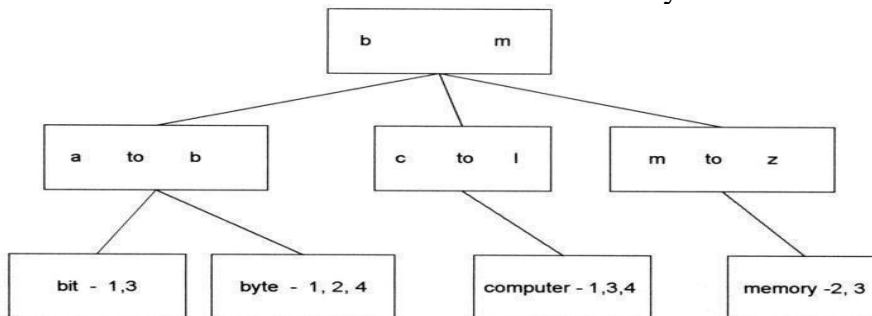 b m
a to b
c to l
m to z
bit - 1,3
byte - 1, 2, 4
computer - 1,3,4
memory -2, 3